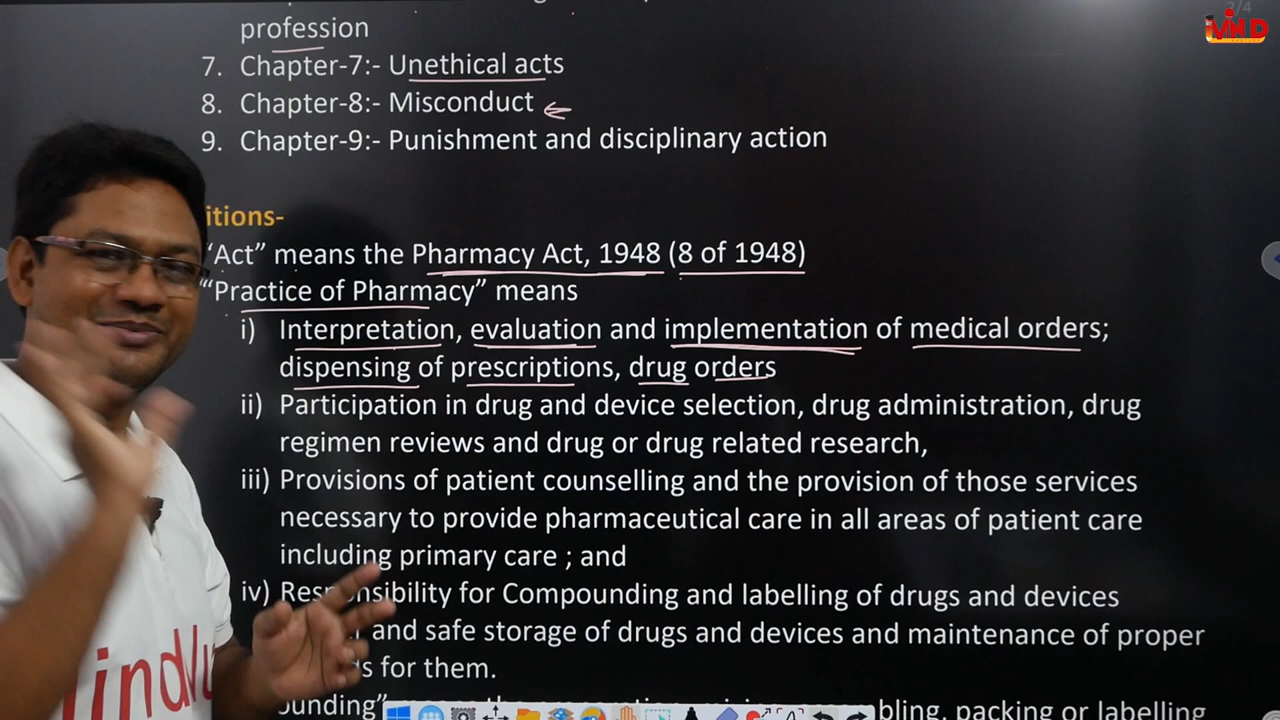 2/4
profession
7. Chapter-7:- Unethical acts
8. Chapter-8:- Misconduct
9. Chapter-9:- Punishment and disciplinary action
itions-
“Act” means the Pharmacy Act, 1948 (8 of 1948)
“Practice of Pharmacy” means
i) Interpretation, evaluation and implementation of medical orders;
dispensing of prescriptions, drug orders
ii) Participation in drug and device selection, drug administration, drug
regimen reviews and drug or drug related research,
iii) Provisions of patient counselling and the provision of those services
necessary to provide pharmaceutical care in all areas of patient care
including primary care ; and
iv) Responsibility for Compounding and labelling of drugs and devices
and safe storage of drugs and devices and maintenance of proper
for them.
ounding” bling, packing or labelling